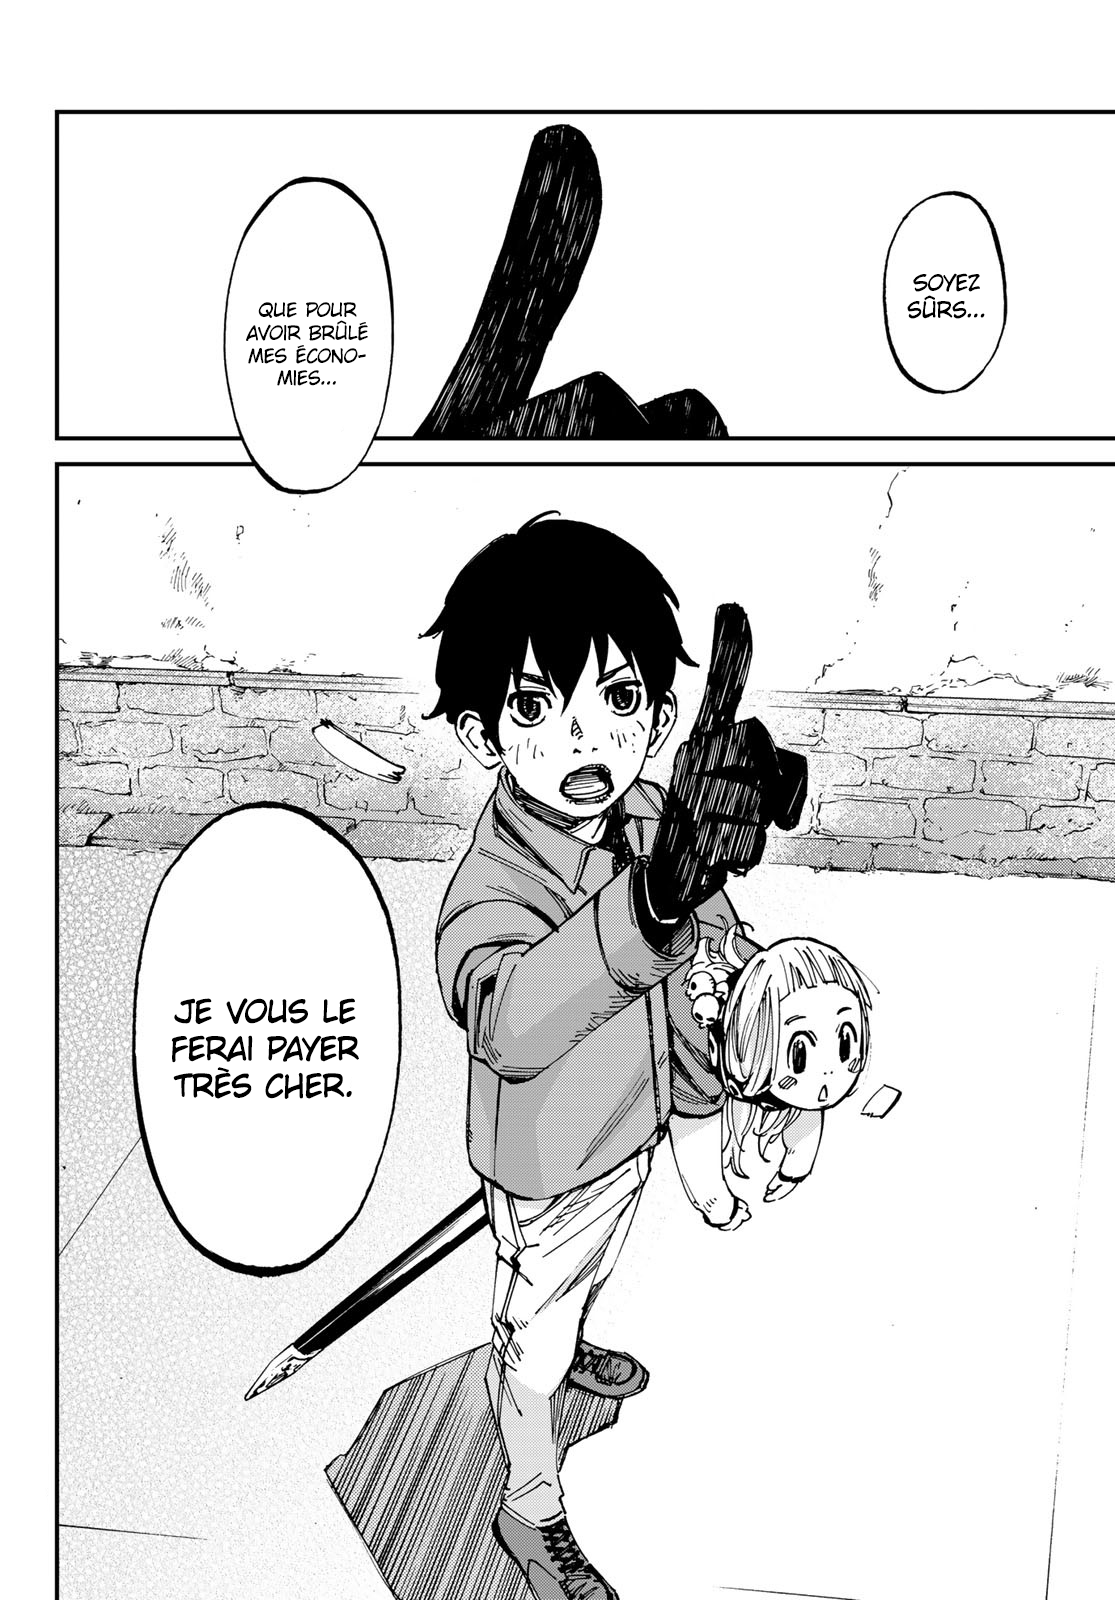 SOYEZ
SÛRS...
QUE POUR
AVOIR BRÛLÉ
MES ÉCONO-
MIES...
JE VOUS LE
FERAI PAYER
TRÈS CHER.